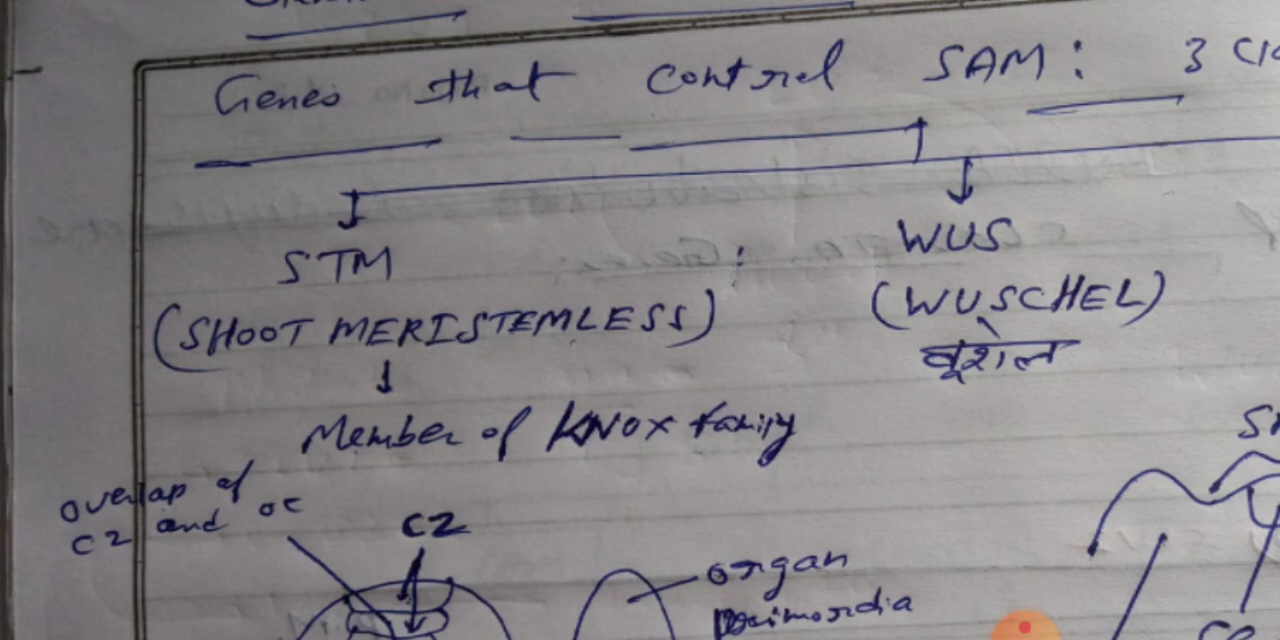 Genes that control SAM: 3
STM
(SHOOT MERISTEMLESS)
:
WUS
(WUSCHEL)
वूशेल
Member of KNOX family
overlap of
CZ and OC
CZ
organ
primordia